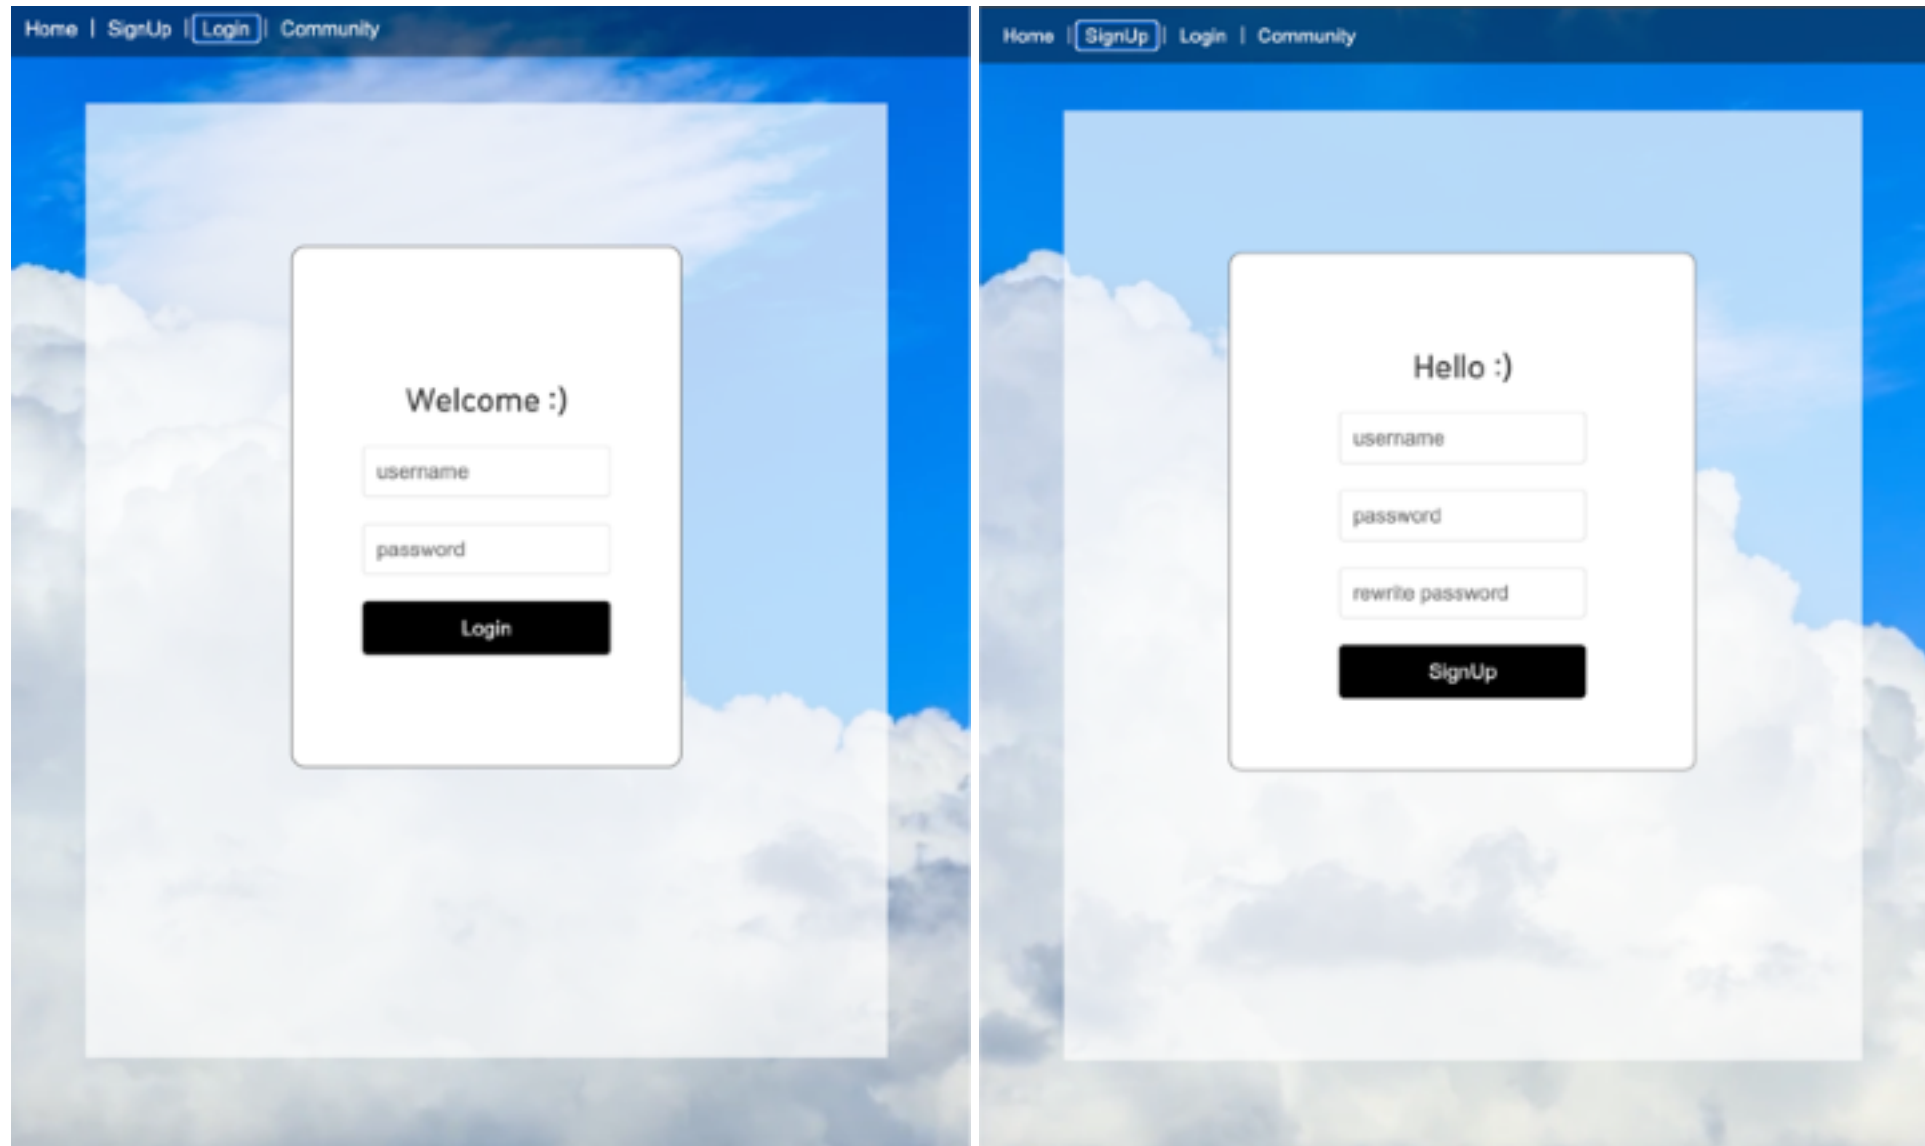 Home | SignUp | Login | Community
Welcome :)
username
password
Login
Home | SignUp | Login | Community
Hello :)
username
password
rewrite password
SignUp